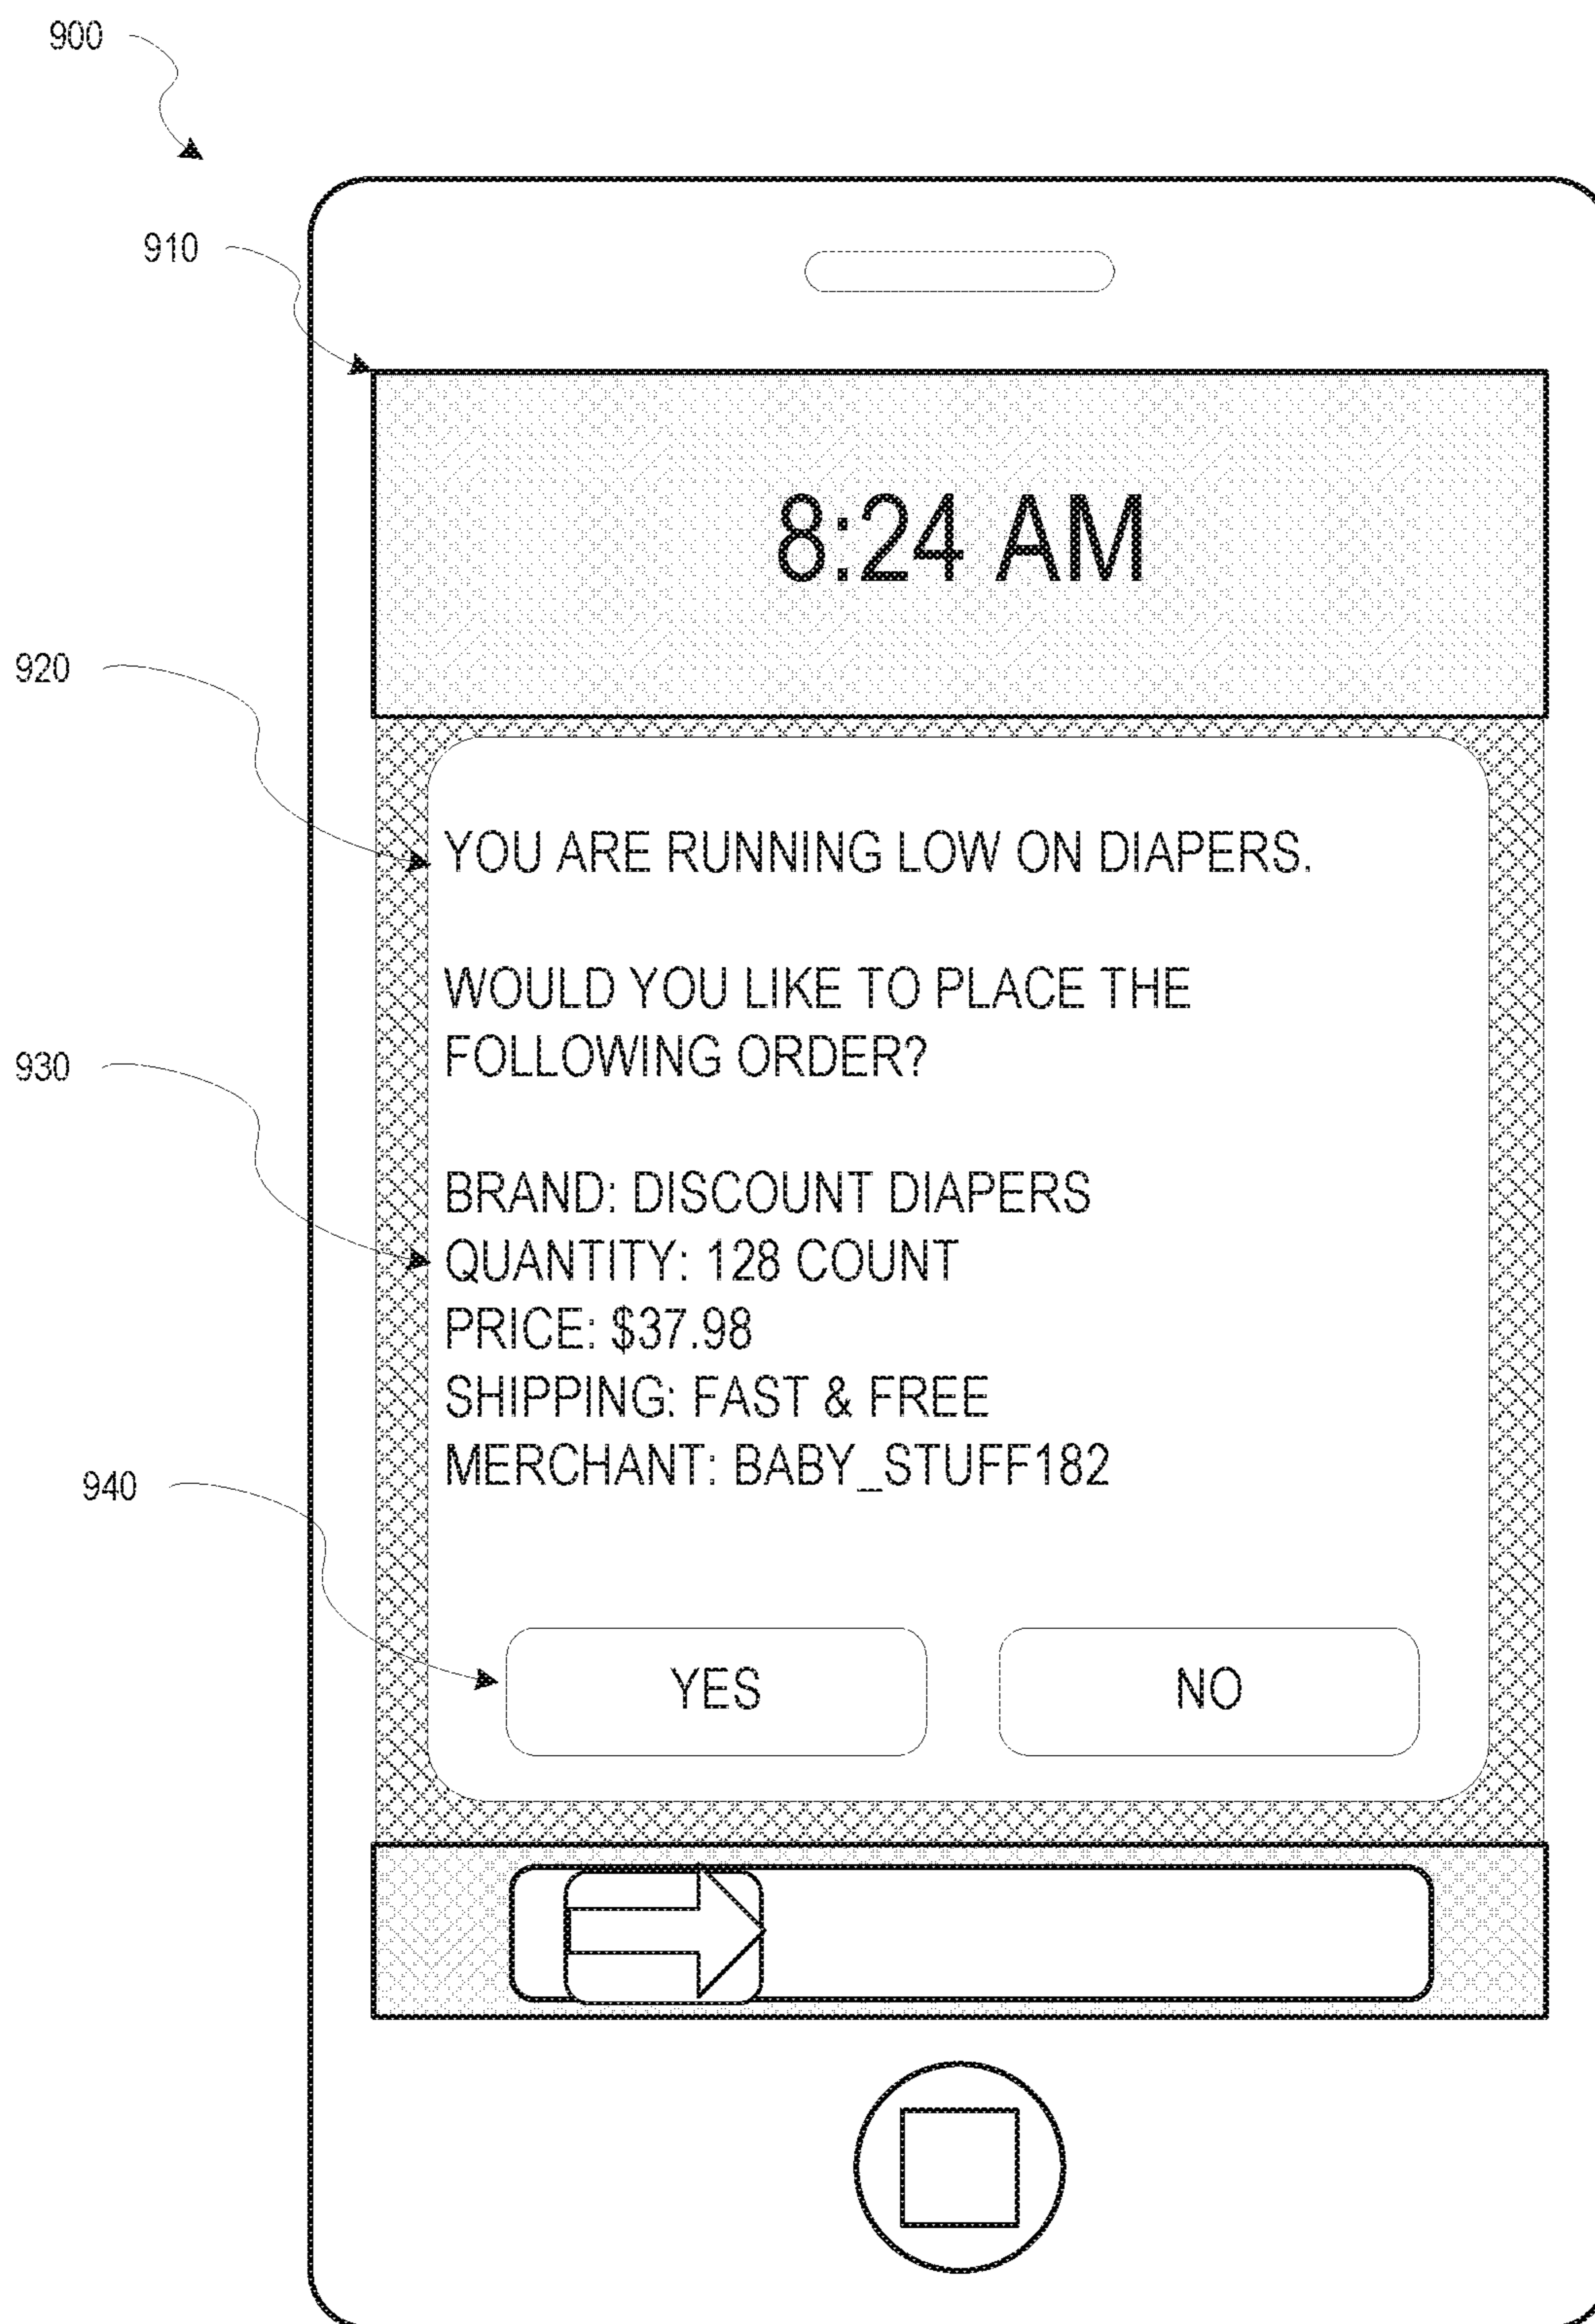 900
910
8:24 AM
920
YOU ARE RUNNING LOW ON DIAPERS.
WOULD YOU LIKE TO PLACE THE
FOLLOWING ORDER?
930
BRAND: DISCOUNT DIAPERS
QUANTITY: 128 COUNT
PRICE: $37.98
SHIPPING: FAST & FREE
MERCHANT: BABY_STUFF182
940
YES NO